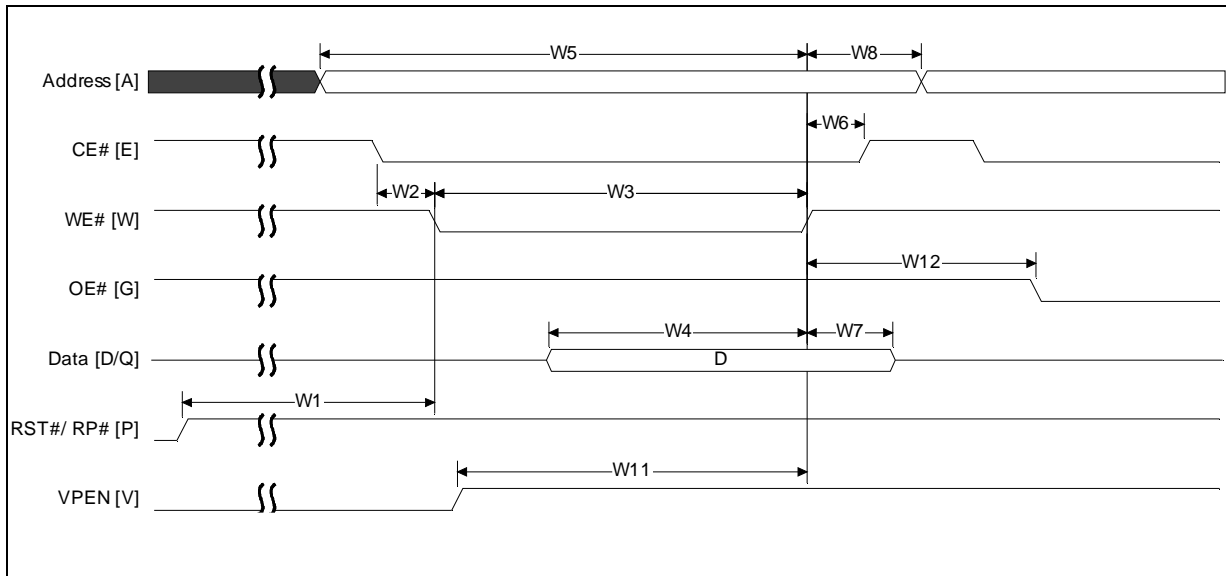 W5
W8
Address [A]
W6
CE# [E]
W2
W3
WE# [W]
W12
OE# [G]
W4
W7
Data [D/Q]
D
W1
RST#/ RP# [P]
W11
VPEN [V]